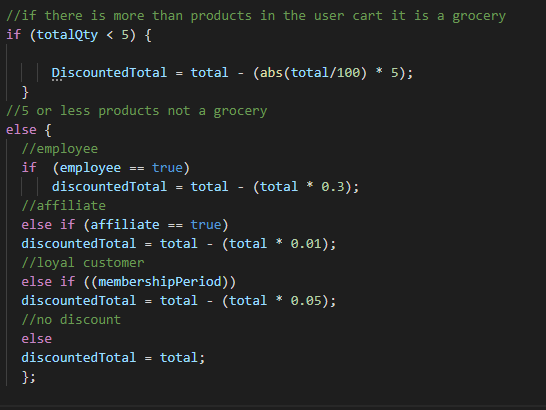 //if there is more than products in the user cart it is a grocery
if (totalQty < 5) {
DiscountedTotal = total - (abs(total/100) * 5);
}
//5 or less products not a grocery
else {
//employee
if  (employee == true)
discountedTotal = total - (total * 0.3);
//affiliate
else if (affiliate == true)
discountedTotal = total - (total * 0.01);
//loyal customer
else if ((membershipPeriod))
discountedTotal = total - (total * 0.05);
//no discount
else
discountedTotal = total;
};